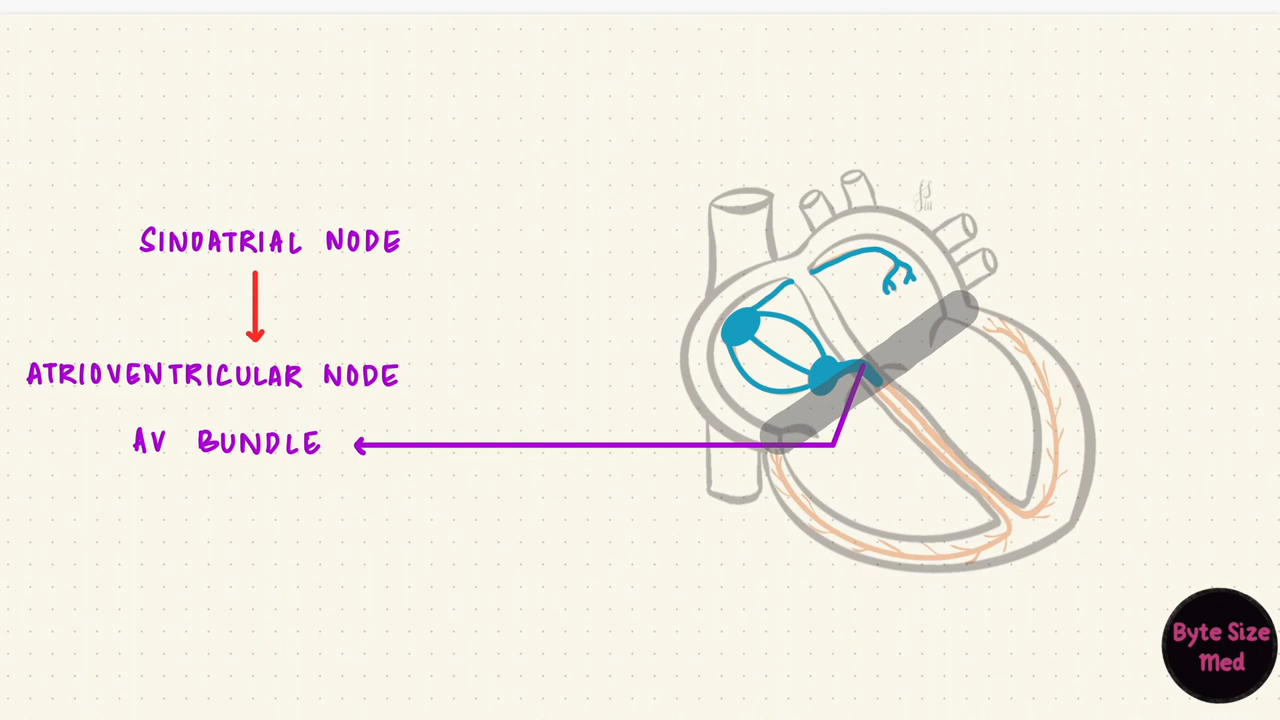 SINOATRIAL NODE
ATRIOVENTRICULAR NODE
AV BUNDLE
Byte Size
Med